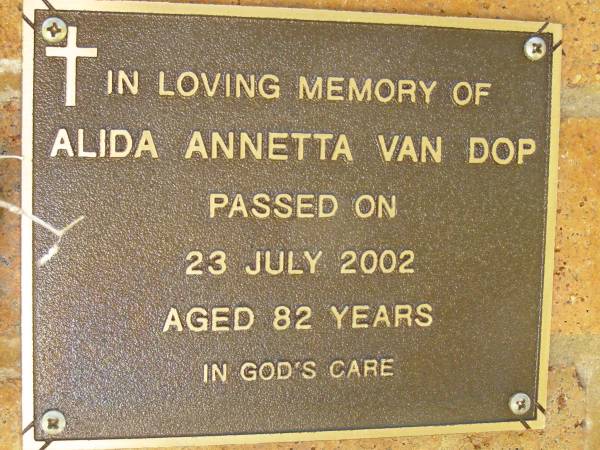 IN LOVING MEMORY OF
ALIDA ANNETTA VAN DOP
PASSED ON
23 JULY 2002
AGED 82 YEARS
IN GOD'S CARE